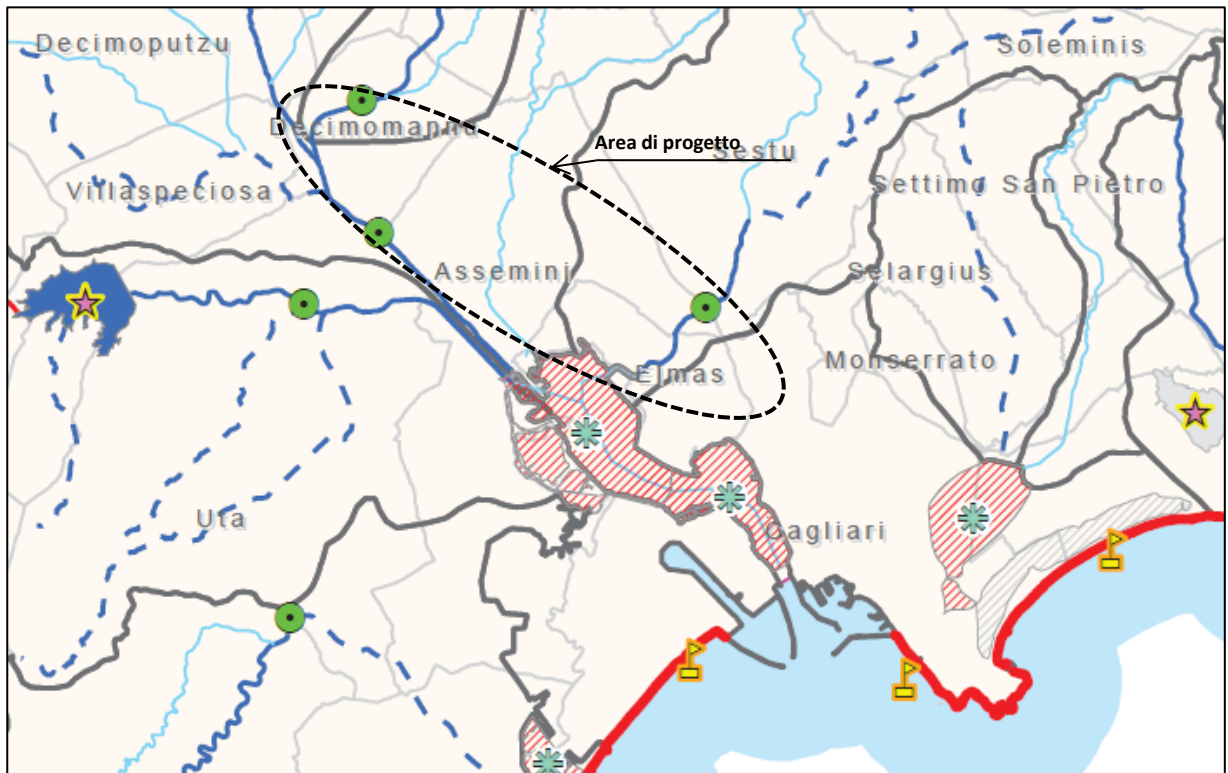 Decimoputzu
Soleminis
Decimomannu
Area di progetto
Sestu
Villaspeciosa
Settimo San Pietro
Assemini
Selargius
Monserrato
Elmas
Uta
Cagliari